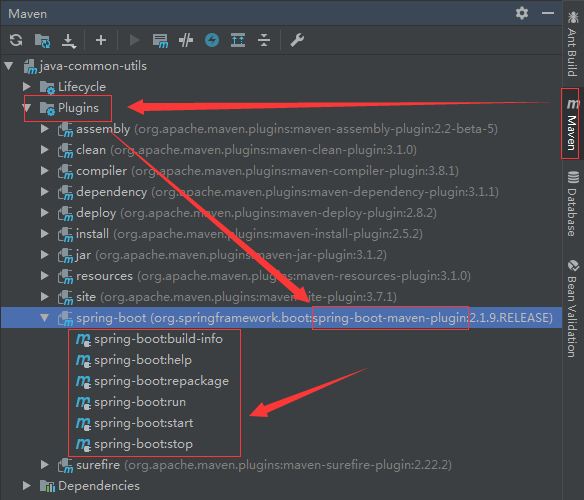 Maven
java-common-utils
Lifecycle
Plugins
assembly (org.apache.maven.plugins:maven-assembly-plugin:2.2-beta-5)
clean (org.apache.maven.plugins:maven-clean-plugin:3.1.0)
compiler (org.apache.maven.plugins:maven-compiler-plugin:3.8.1)
dependency (org.apache.maven.plugins:maven-dependency-plugin:3.1.1)
deploy (org.apache.maven.plugins:maven-deploy-plugin:2.8.2)
install (org.apache.maven.plugins:maven-install-plugin:2.5.2)
jar (org.apache.maven.plugins:maven-jar-plugin:3.1.2)
resources (org.apache.maven.plugins:maven-resources-plugin:3.1.0)
site (org.apache.maven.plugins:maven-site-plugin:3.7.1)
spring-boot (org.springframework.boot:spring-boot-maven-plugin:2.1.9.RELEASE)
spring-boot:build-info
spring-boot:help
spring-boot:repackage
spring-boot:run
spring-boot:start
spring-boot:stop
surefire (org.apache.maven.plugins:maven-surefire-plugin:2.22.2)
Dependencies
Ant Build
Maven
Database
Bean Validation